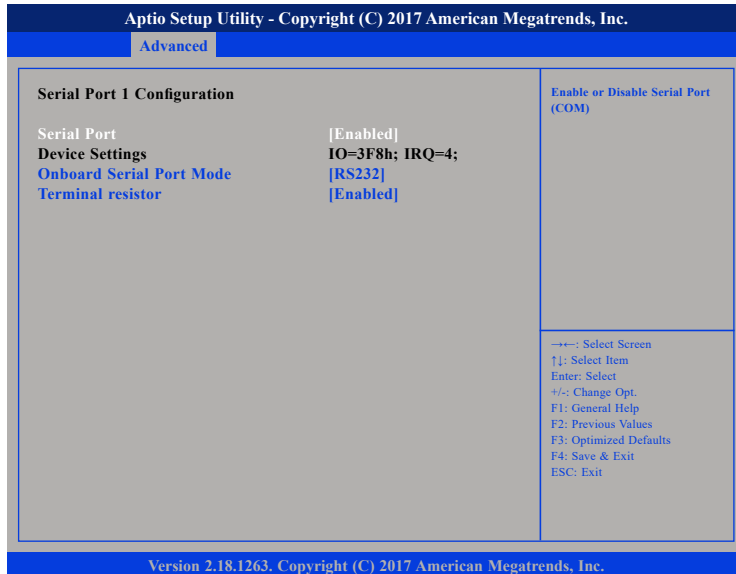 Aptio Setup Utility - Copyright (C) 2017 American Megatrends, Inc.
Advanced
Serial Port 1 Configuration
Serial Port [Enabled]
Device Settings IO=3F8h; IRQ=4;
Onboard Serial Port Mode [RS232]
Terminal resistor [Enabled]
Enable or Disable Serial Port
(COM)
→←: Select Screen
↑↓: Select Item
Enter: Select
+/-: Change Opt.
F1: General Help
F2: Previous Values
F3: Optimized Defaults
F4: Save & Exit
ESC: Exit
Version 2.18.1263. Copyright (C) 2017 American Megatrends, Inc.